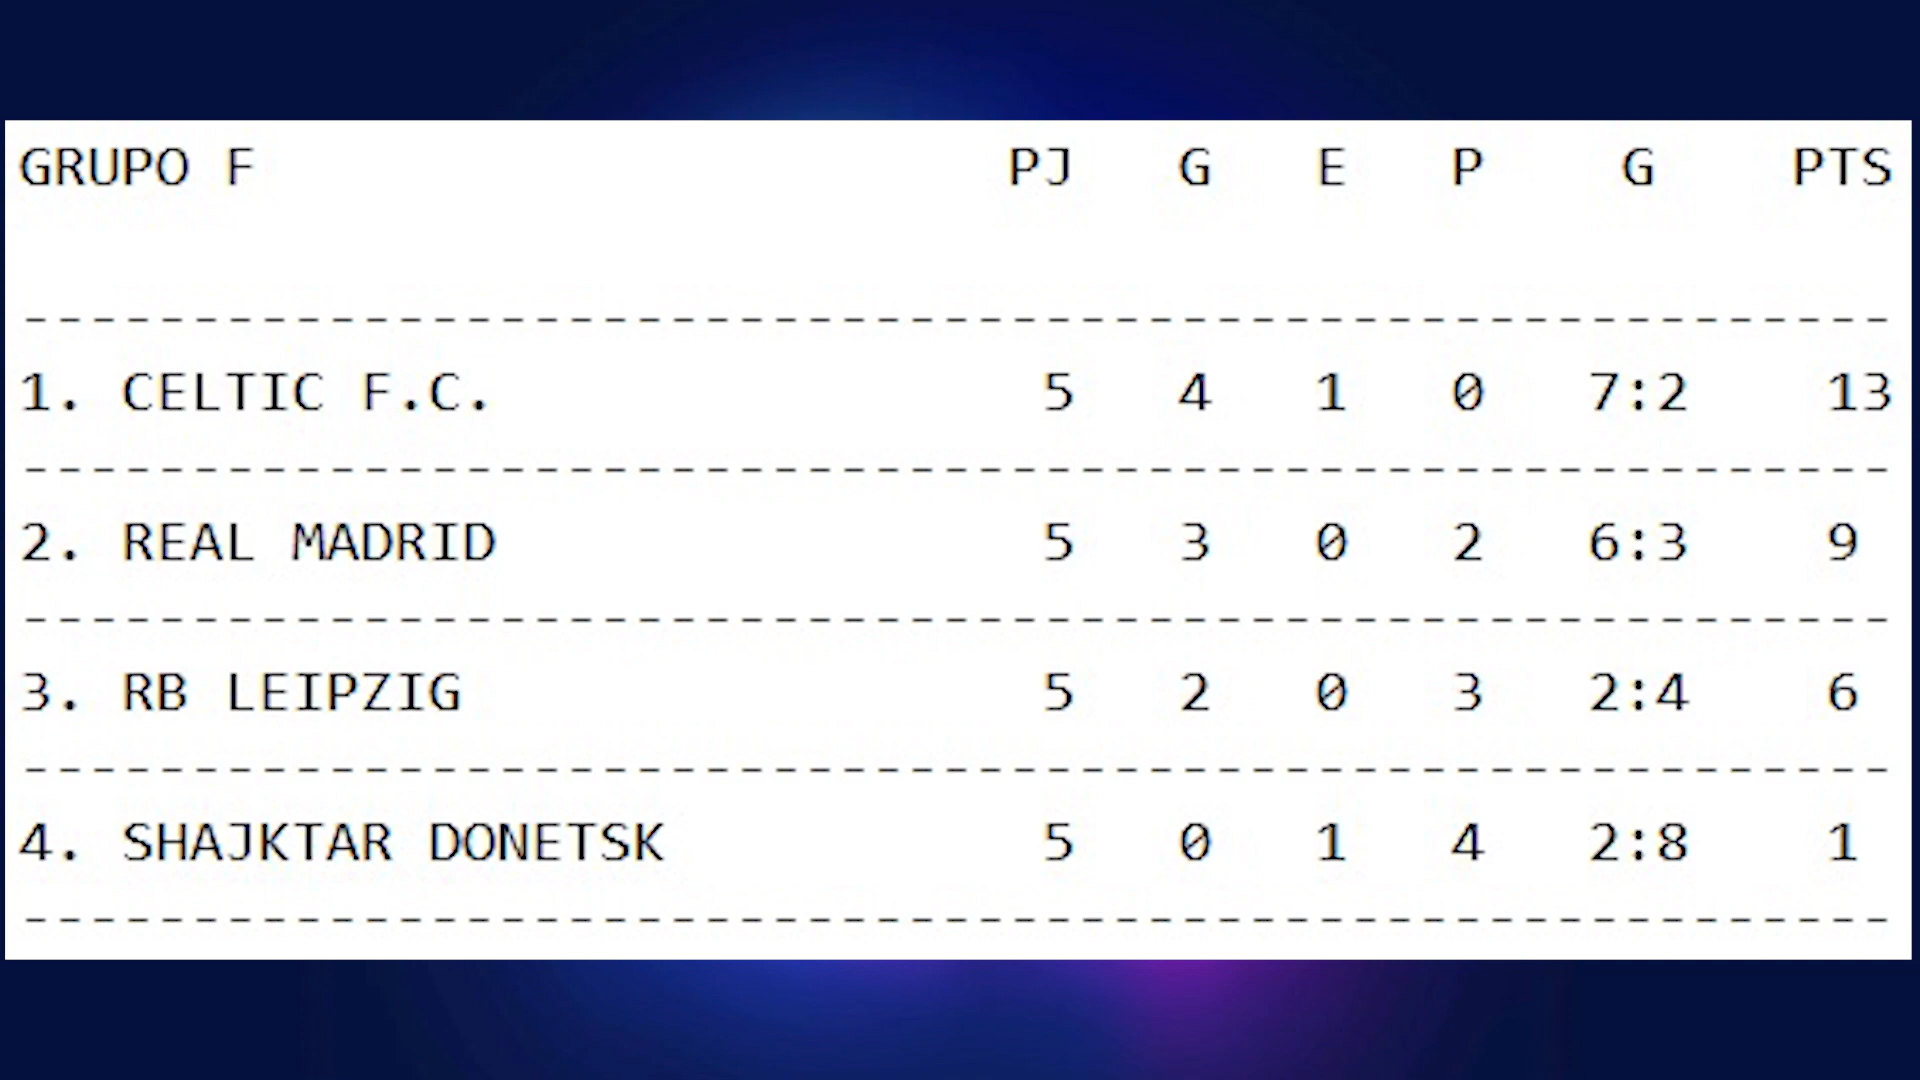 GRUPO F PJ G E P G PTS
--------------------------------------------------------
1. CELTIC F.C. 5 4 1 0 7:2 13
--------------------------------------------------------
2. REAL MADRID 5 3 0 2 6:3 9
--------------------------------------------------------
3. RB LEIPZIG 5 2 0 3 2:4 6
--------------------------------------------------------
4. SHAJKTAR DONETSK 5 0 1 4 2:8 1
--------------------------------------------------------